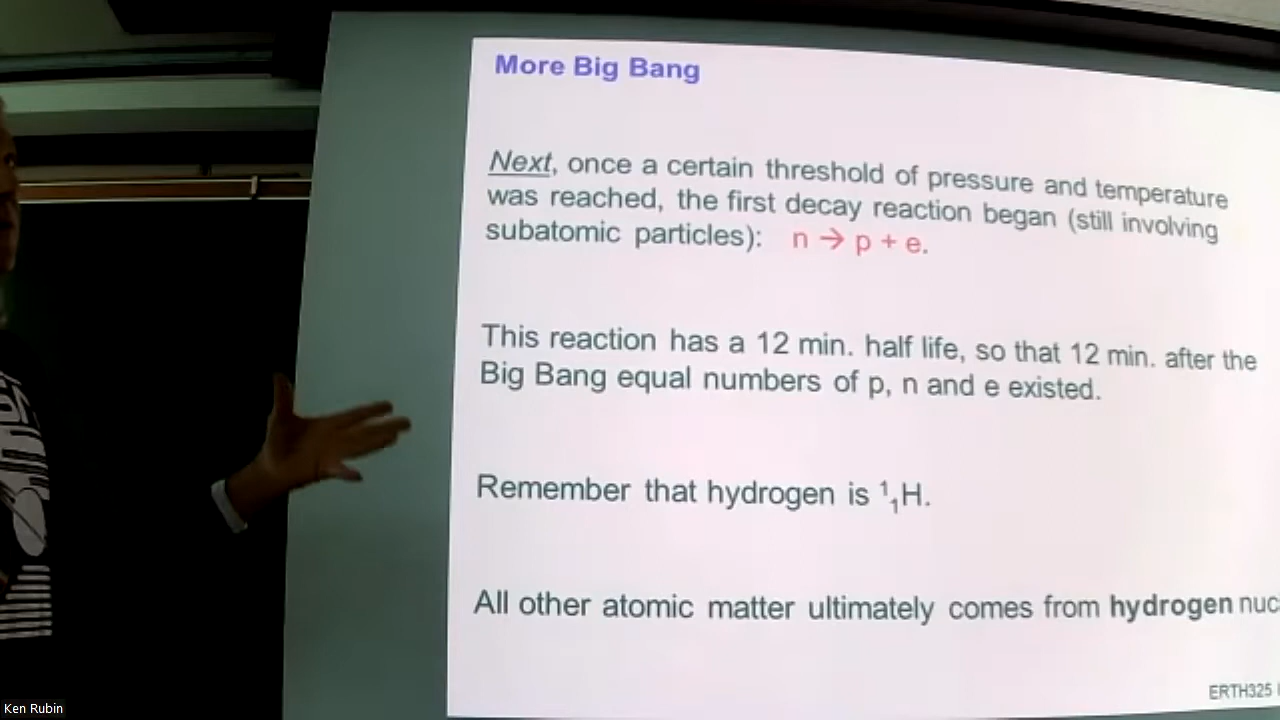 More Big Bang
Next, once a certain threshold of pressure and temperature
was reached, the first decay reaction began (still involving
subatomic particles): n → p + e.
This reaction has a 12 min. half life, so that 12 min. after the
Big Bang equal numbers of p, n and e existed.
Remember that hydrogen is ¹₁H.
All other atomic matter ultimately comes from hydrogen nuc
ERTH325
Ken Rubin